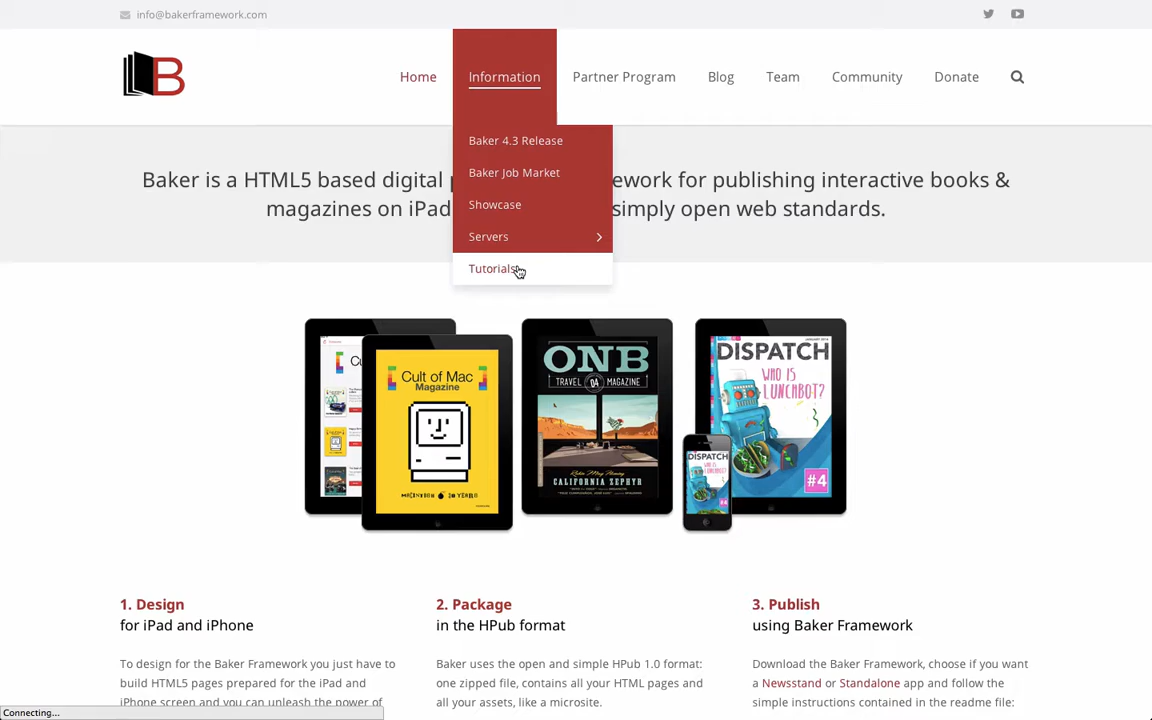 info@bakerframework.com
B
Home
Information
Partner Program
Blog
Team
Community
Donate
Baker 4.3 Release
Baker Job Market
Showcase
Servers
Tutorials
Baker is a HTML5 based digital p ework for publishing interactive books &
magazines on iPad simply open web standards.
Cult of Mac
Magazine
ONB
TRAVEL 04 MAGAZINE
CALIFORNIA ZEPHYR
DISPATCH
WHO IS
LUNCHBOT?
#4
DISPATCH
1. Design
for iPad and iPhone
To design for the Baker Framework you just have to
build HTML5 pages prepared for the iPad and
iPhone screen and you can unleash the power of
2. Package
in the HPub format
Baker uses the open and simple HPub 1.0 format:
one zipped file, contains all your HTML pages and
all your assets, like a microsite.
3. Publish
using Baker Framework
Download the Baker Framework, choose if you want
a Newsstand or Standalone app and follow the
simple instructions contained in the readme file:
Connecting...